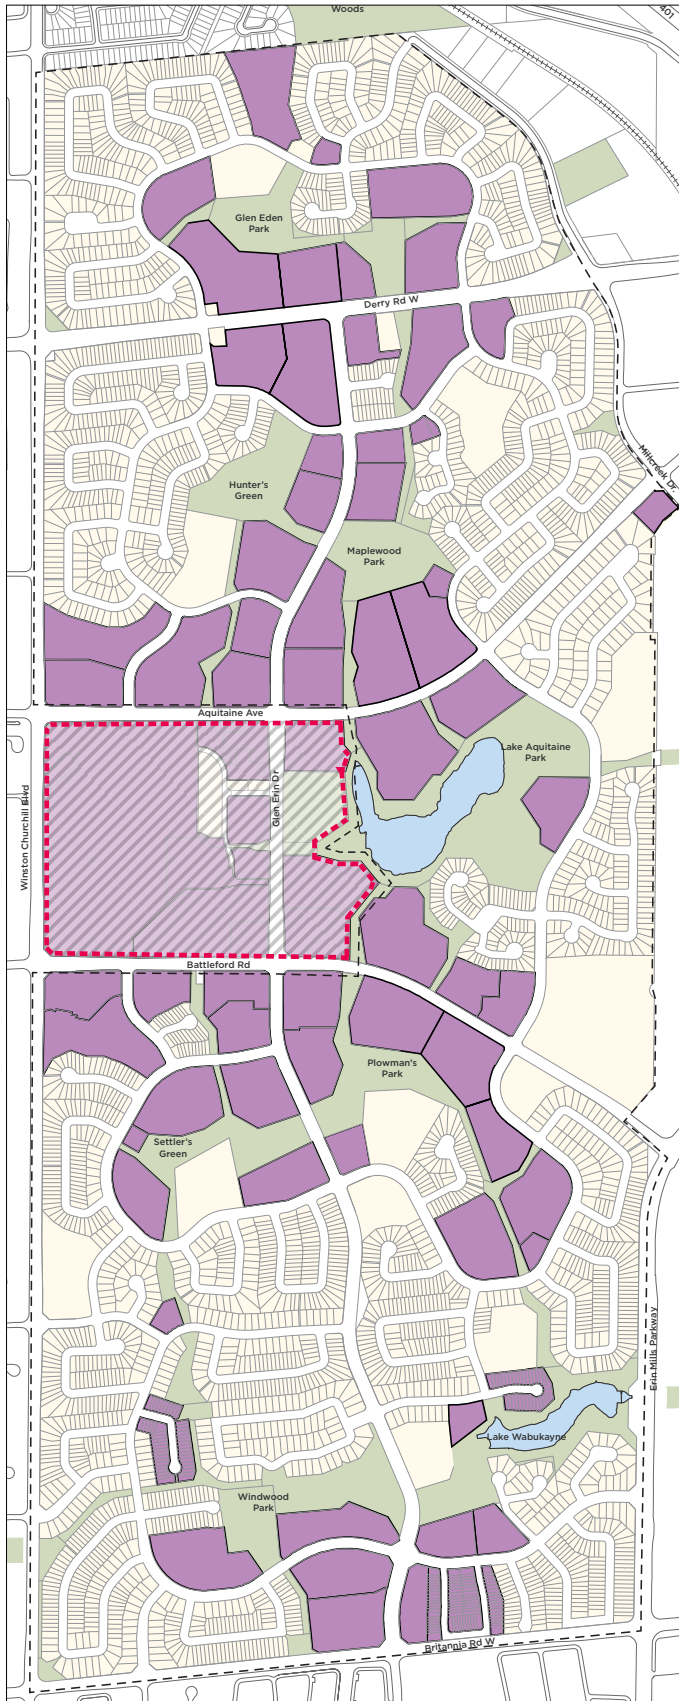 Woods
401
Glen Eden
Park
Derry Rd W
Hunter's
Green
Millcreek Dr.
Maplewood
Park
Aquitaine Ave
Lake Aquitaine
Park
Glen Erin Dr
Winston Churchill Blvd
Battleford Rd
Plowman's
Park
Settler's
Green
Erin Mills Parkway
Lake Wabukayne
Windwood
Park
Britannia Rd W